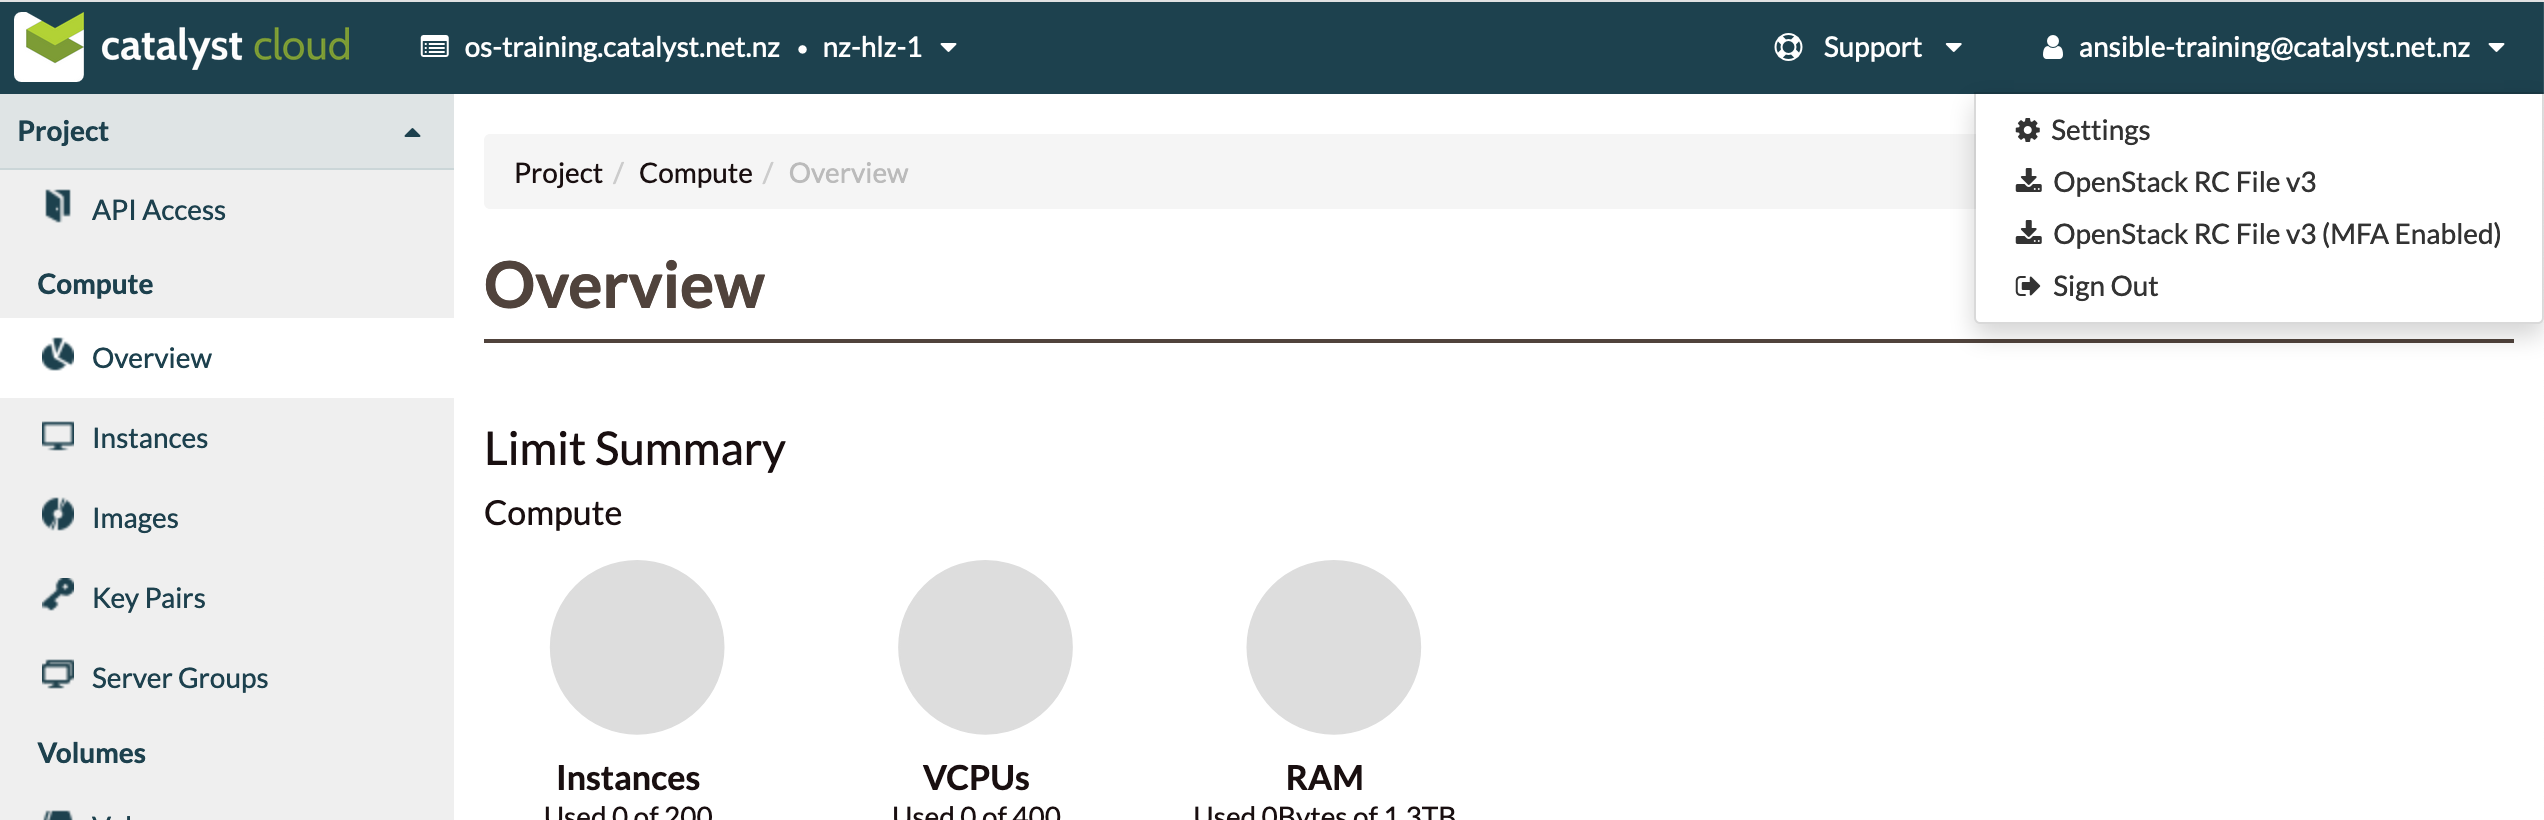 catalyst cloud
os-training.catalyst.net.nz • nz-hlz-1
Support
ansible-training@catalyst.net.nz
Settings
OpenStack RC File v3
OpenStack RC File v3 (MFA Enabled)
Sign Out
Project
API Access
Compute
Overview
Instances
Images
Key Pairs
Server Groups
Volumes
Project / Compute / Overview
Overview
Limit Summary
Compute
Instances
Used 0 of 200
VCPUs
Used 0 of 400
RAM
Used 0Bytes of 1.3TB